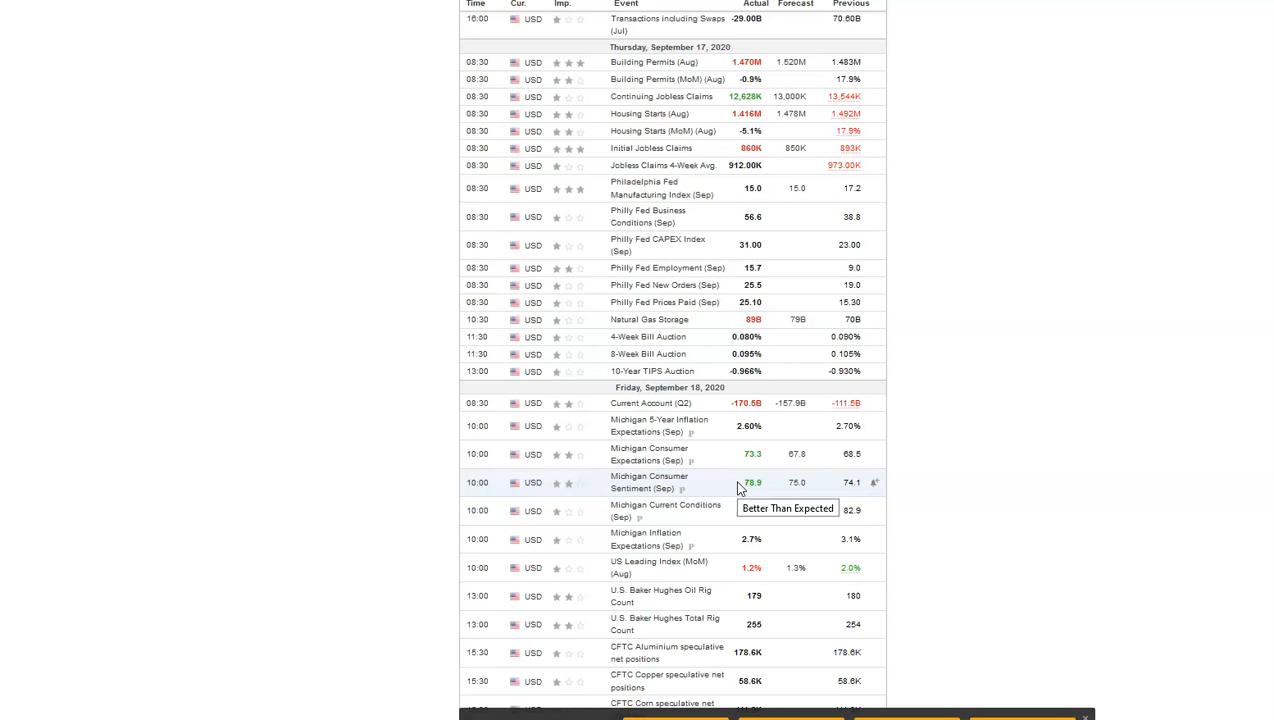 Time Cur. Imp. Event Actual Forecast Previous
16:00 USD Transactions including Swaps (Jul) -29.00B 70.60B
Thursday, September 17, 2020
08:30 USD Building Permits (Aug) 1.470M 1.520M 1.483M
08:30 USD Building Permits (MoM) (Aug) -0.9% 17.9%
08:30 USD Continuing Jobless Claims 12,628K 13,000K 13,544K
08:30 USD Housing Starts (Aug) 1.416M 1.478M 1.492M
08:30 USD Housing Starts (MoM) (Aug) -5.1% 17.9%
08:30 USD Initial Jobless Claims 860K 850K 893K
08:30 USD Jobless Claims 4-Week Avg. 912.00K 973.00K
08:30 USD Philadelphia Fed Manufacturing Index (Sep) 15.0 15.0 17.2
08:30 USD Philly Fed Business Conditions (Sep) 56.6 38.8
08:30 USD Philly Fed CAPEX Index (Sep) 31.00 23.00
08:30 USD Philly Fed Employment (Sep) 15.7 9.0
08:30 USD Philly Fed New Orders (Sep) 25.5 19.0
08:30 USD Philly Fed Prices Paid (Sep) 25.10 15.30
10:30 USD Natural Gas Storage 89B 79B 70B
11:30 USD 4-Week Bill Auction 0.080% 0.090%
11:30 USD 8-Week Bill Auction 0.095% 0.105%
13:00 USD 10-Year TIPS Auction -0.966% -0.930%
Friday, September 18, 2020
08:30 USD Current Account (Q2) -170.5B -157.9B -111.5B
10:00 USD Michigan 5-Year Inflation Expectations (Sep) P 2.60% 2.70%
10:00 USD Michigan Consumer Expectations (Sep) P 73.3 67.8 68.5
10:00 USD Michigan Consumer Sentiment (Sep) P 78.9 75.0 74.1
Better Than Expected
10:00 USD Michigan Current Conditions (Sep) P 82.9
10:00 USD Michigan Inflation Expectations (Sep) P 2.7% 3.1%
10:00 USD US Leading Index (MoM) (Aug) 1.2% 1.3% 2.0%
13:00 USD U.S. Baker Hughes Oil Rig Count 179 180
13:00 USD U.S. Baker Hughes Total Rig Count 255 254
15:30 USD CFTC Aluminium speculative net positions 178.6K 178.6K
15:30 USD CFTC Copper speculative net positions 58.6K 58.6K
CFTC Corn speculative net